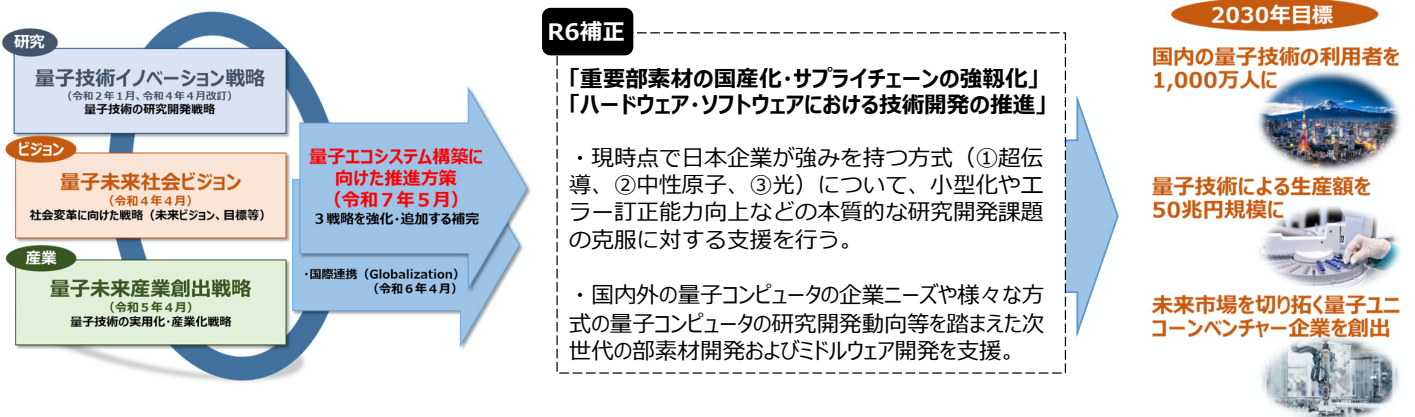 研究
量子技術イノベーション戦略
（令和２年１月、令和４年４月改訂）
量子技術の研究開発戦略
ビジョン
量子未来社会ビジョン
（令和４年４月）
社会変革に向けた戦略（未来ビジョン、目標等）
産業
量子未来産業創出戦略
（令和５年４月）
量子技術の実用化・産業化戦略
量子エコシステム構築に
向けた推進方策
（令和７年５月）
３戦略を強化・追加する補完
・国際連携（Globalization）
（令和６年４月）
R6補正
「重要部素材の国産化・サプライチェーンの強靱化」
「ハードウェア・ソフトウェアにおける技術開発の推進」
・現時点で日本企業が強みを持つ方式（①超伝
導、②中性原子、③光）について、小型化やエ
ラー訂正能力向上などの本質的な研究開発課題
の克服に対する支援を行う。
・国内外の量子コンピュータの企業ニーズや様々な方
式の量子コンピュータの研究開発動向等を踏まえた次
世代の部素材開発およびミドルウェア開発を支援。
2030年目標
国内の量子技術の利用者を
1,000万人に
量子技術による生産額を
50兆円規模に
未来市場を切り拓く量子ユニ
コーンベンチャー企業を創出